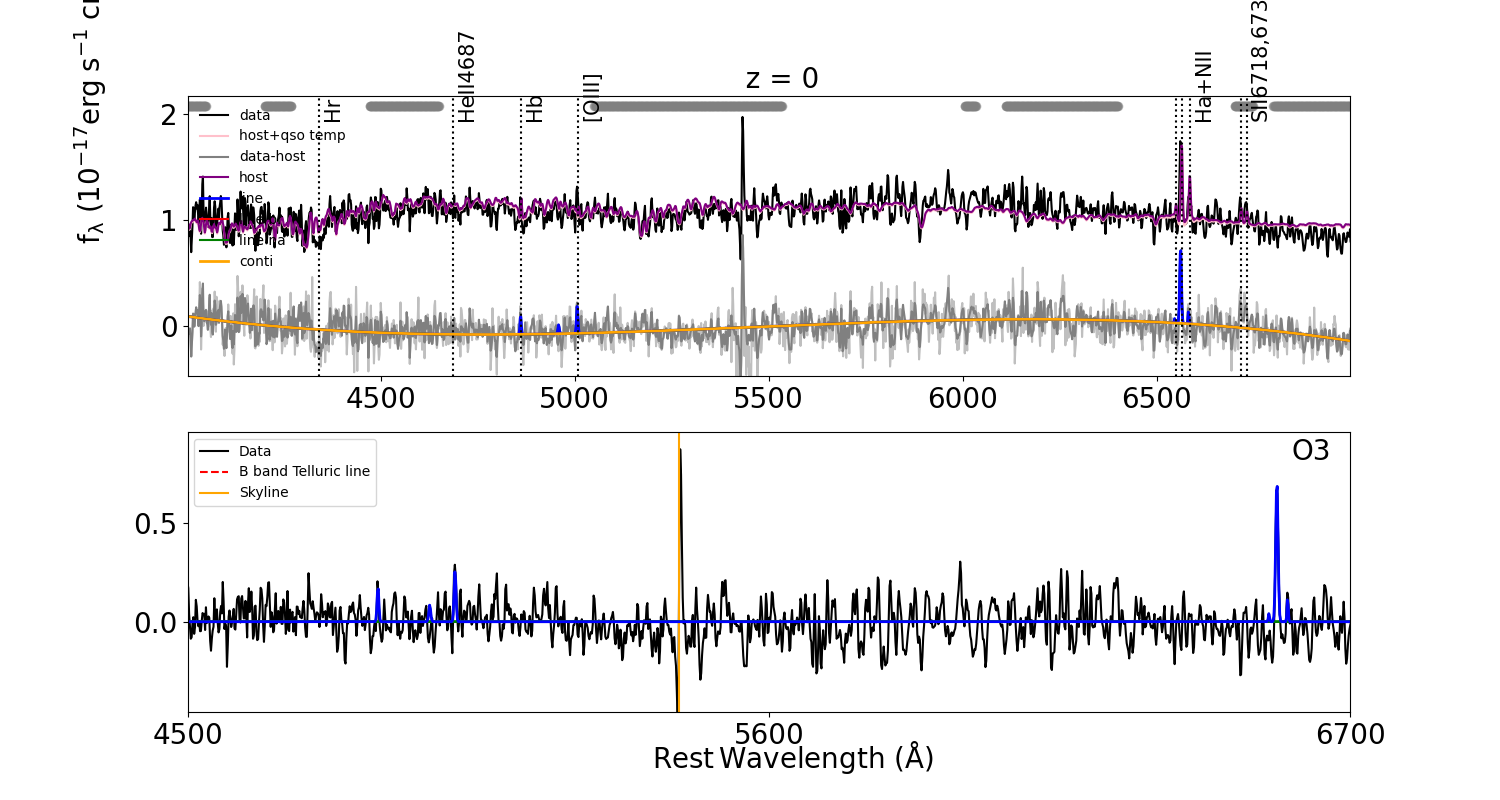 z = 0
Hr
HeII4687
Hb
[OIII]
Ha+NII
SII6718,673
data
host+qso temp
data-host
host
line
conti
2
1
0
4500
5000
5500
6000
6500
Data
B band Telluric line
Skyline
O3
0.5
0.0
4500
5600
6700
Rest Wavelength (Å)